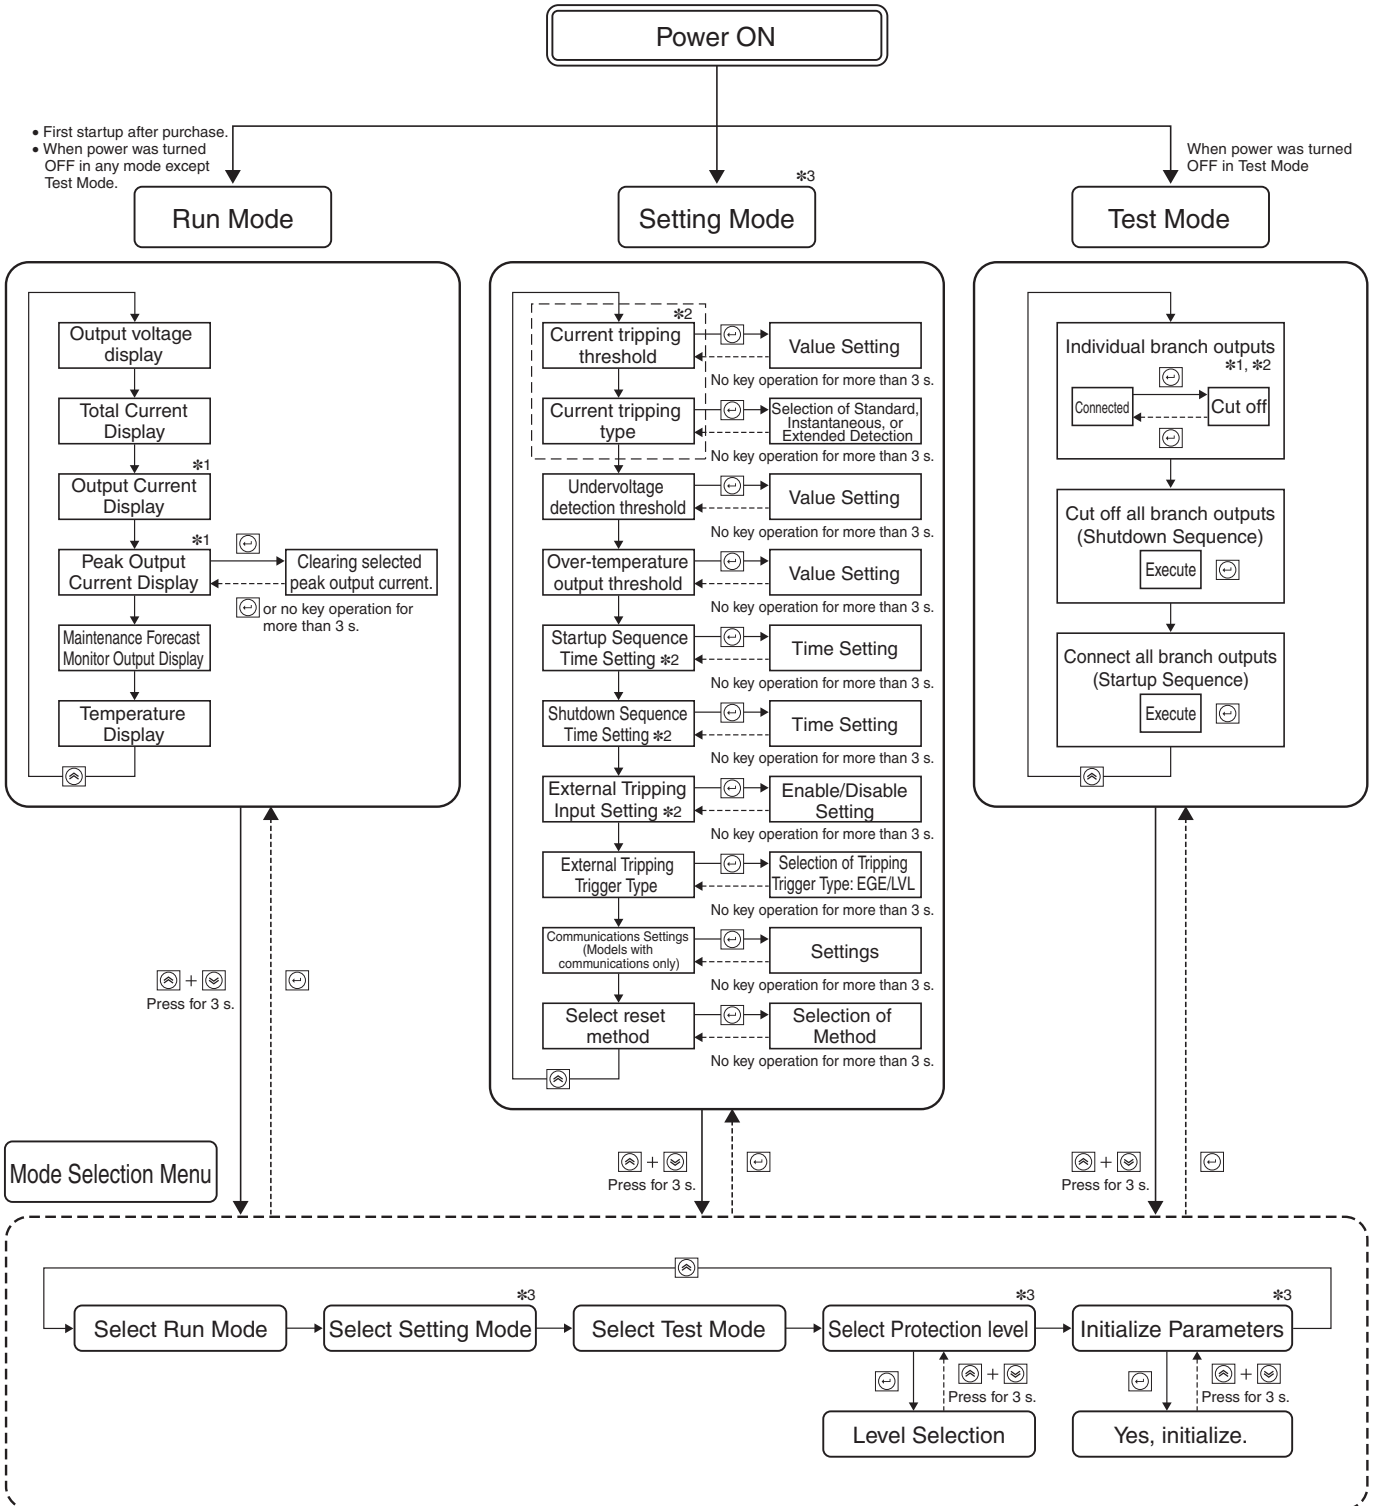 Power ON
• First startup after purchase.
• When power was turned
OFF in any mode except
Test Mode.
When power was turned
OFF in Test Mode
Run Mode
✻3
Setting Mode
Test Mode
Output voltage
display
Total Current
Display
✻1
Output Current
Display
✻1
Peak Output
Current Display
Clearing selected
peak output current.
or no key operation for
more than 3 s.
Maintenance Forecast
Monitor Output Display
Temperature
Display
✻2
Current tripping
threshold
Value Setting
No key operation for more than 3 s.
Current tripping
type
Selection of Standard,
Instantaneous, or
Extended Detection
No key operation for more than 3 s.
Undervoltage
detection threshold
Value Setting
No key operation for more than 3 s.
Over-temperature
output threshold
Value Setting
No key operation for more than 3 s.
Startup Sequence
Time Setting ✻2
Time Setting
No key operation for more than 3 s.
Shutdown Sequence
Time Setting ✻2
Time Setting
No key operation for more than 3 s.
External Tripping
Input Setting ✻2
Enable/Disable
Setting
No key operation for more than 3 s.
External Tripping
Trigger Type
Selection of Tripping
Trigger Type: EGE/LVL
No key operation for more than 3 s.
Communications Settings
(Models with
communications only)
Settings
No key operation for more than 3 s.
Select reset
method
Selection of
Method
No key operation for more than 3 s.
Individual branch outputs
✻1, ✻2
Connected
Cut off
Cut off all branch outputs
(Shutdown Sequence)
Execute
Connect all branch outputs
(Startup Sequence)
Execute
+
Press for 3 s.
+
Press for 3 s.
+
Press for 3 s.
Mode Selection Menu
Select Run Mode
✻3
Select Setting Mode
Select Test Mode
✻3
Select Protection level
✻3
Initialize Parameters
+
Press for 3 s.
+
Press for 3 s.
Level Selection
Yes, initialize.